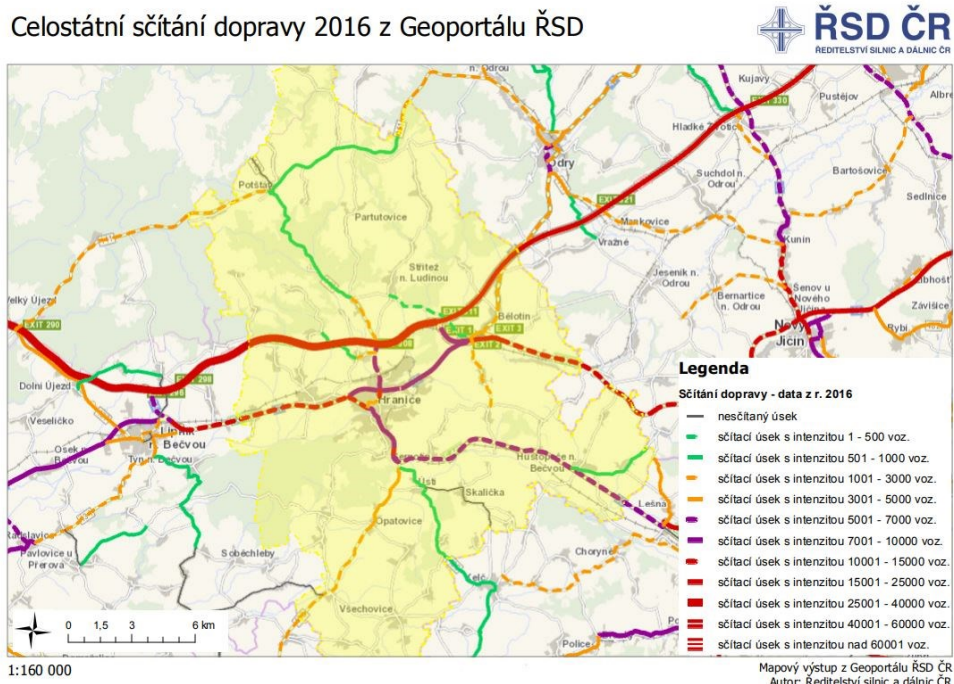 Celostátní sčítání dopravy 2016 z Geoportálu ŘSD
ŘSD ČR
ŘEDITELSTVÍ SILNIC A DÁLNIC ČR
n. Odrou
Kujavy
Pustějov
EXIT 330
Hladké
Bartošovice
Suchdol n.
Odrou
Sedlnice
Potštát
Partutovice
Mankovice
Vražné
Kunín
Střítež
n. Ludinou
Jeseník n.
Odrou
Bernartice
n. Odrou
Šenov u
Nového
Jičína
Závišice
Rybí
Nový
Jičín
Velký Újezd
EXIT 290
Bělotín
EXIT 1
EXIT 3
EXIT 298
Dolní Újezd
Hranice
Veselíčko
Lipník
n. Bečvou
Osek n.
Bečvou
Týn n. Bečvou
Hustopeče n.
Bečvou
Ústí
Skalička
Lešná
Opatovice
Pavlovice u
Přerova
Soběchleby
Choryně
Kelč
Všechovice
Police
Legenda
Sčítání dopravy - data z r. 2016
nesčítaný úsek
sčítací úsek s intenzitou 1 - 500 voz.
sčítací úsek s intenzitou 501 - 1000 voz.
sčítací úsek s intenzitou 1001 - 3000 voz.
sčítací úsek s intenzitou 3001 - 5000 voz.
sčítací úsek s intenzitou 5001 - 7000 voz.
sčítací úsek s intenzitou 7001 - 10000 voz.
sčítací úsek s intenzitou 10001 - 15000 voz.
sčítací úsek s intenzitou 15001 - 25000 voz.
sčítací úsek s intenzitou 25001 - 40000 voz.
sčítací úsek s intenzitou 40001 - 60000 voz.
sčítací úsek s intenzitou nad 60001 voz.
0 1,5 3 6 km
1:160 000
Mapový výstup z Geoportálu ŘSD ČR
Autor: Ředitelství silnic a dálnic ČR